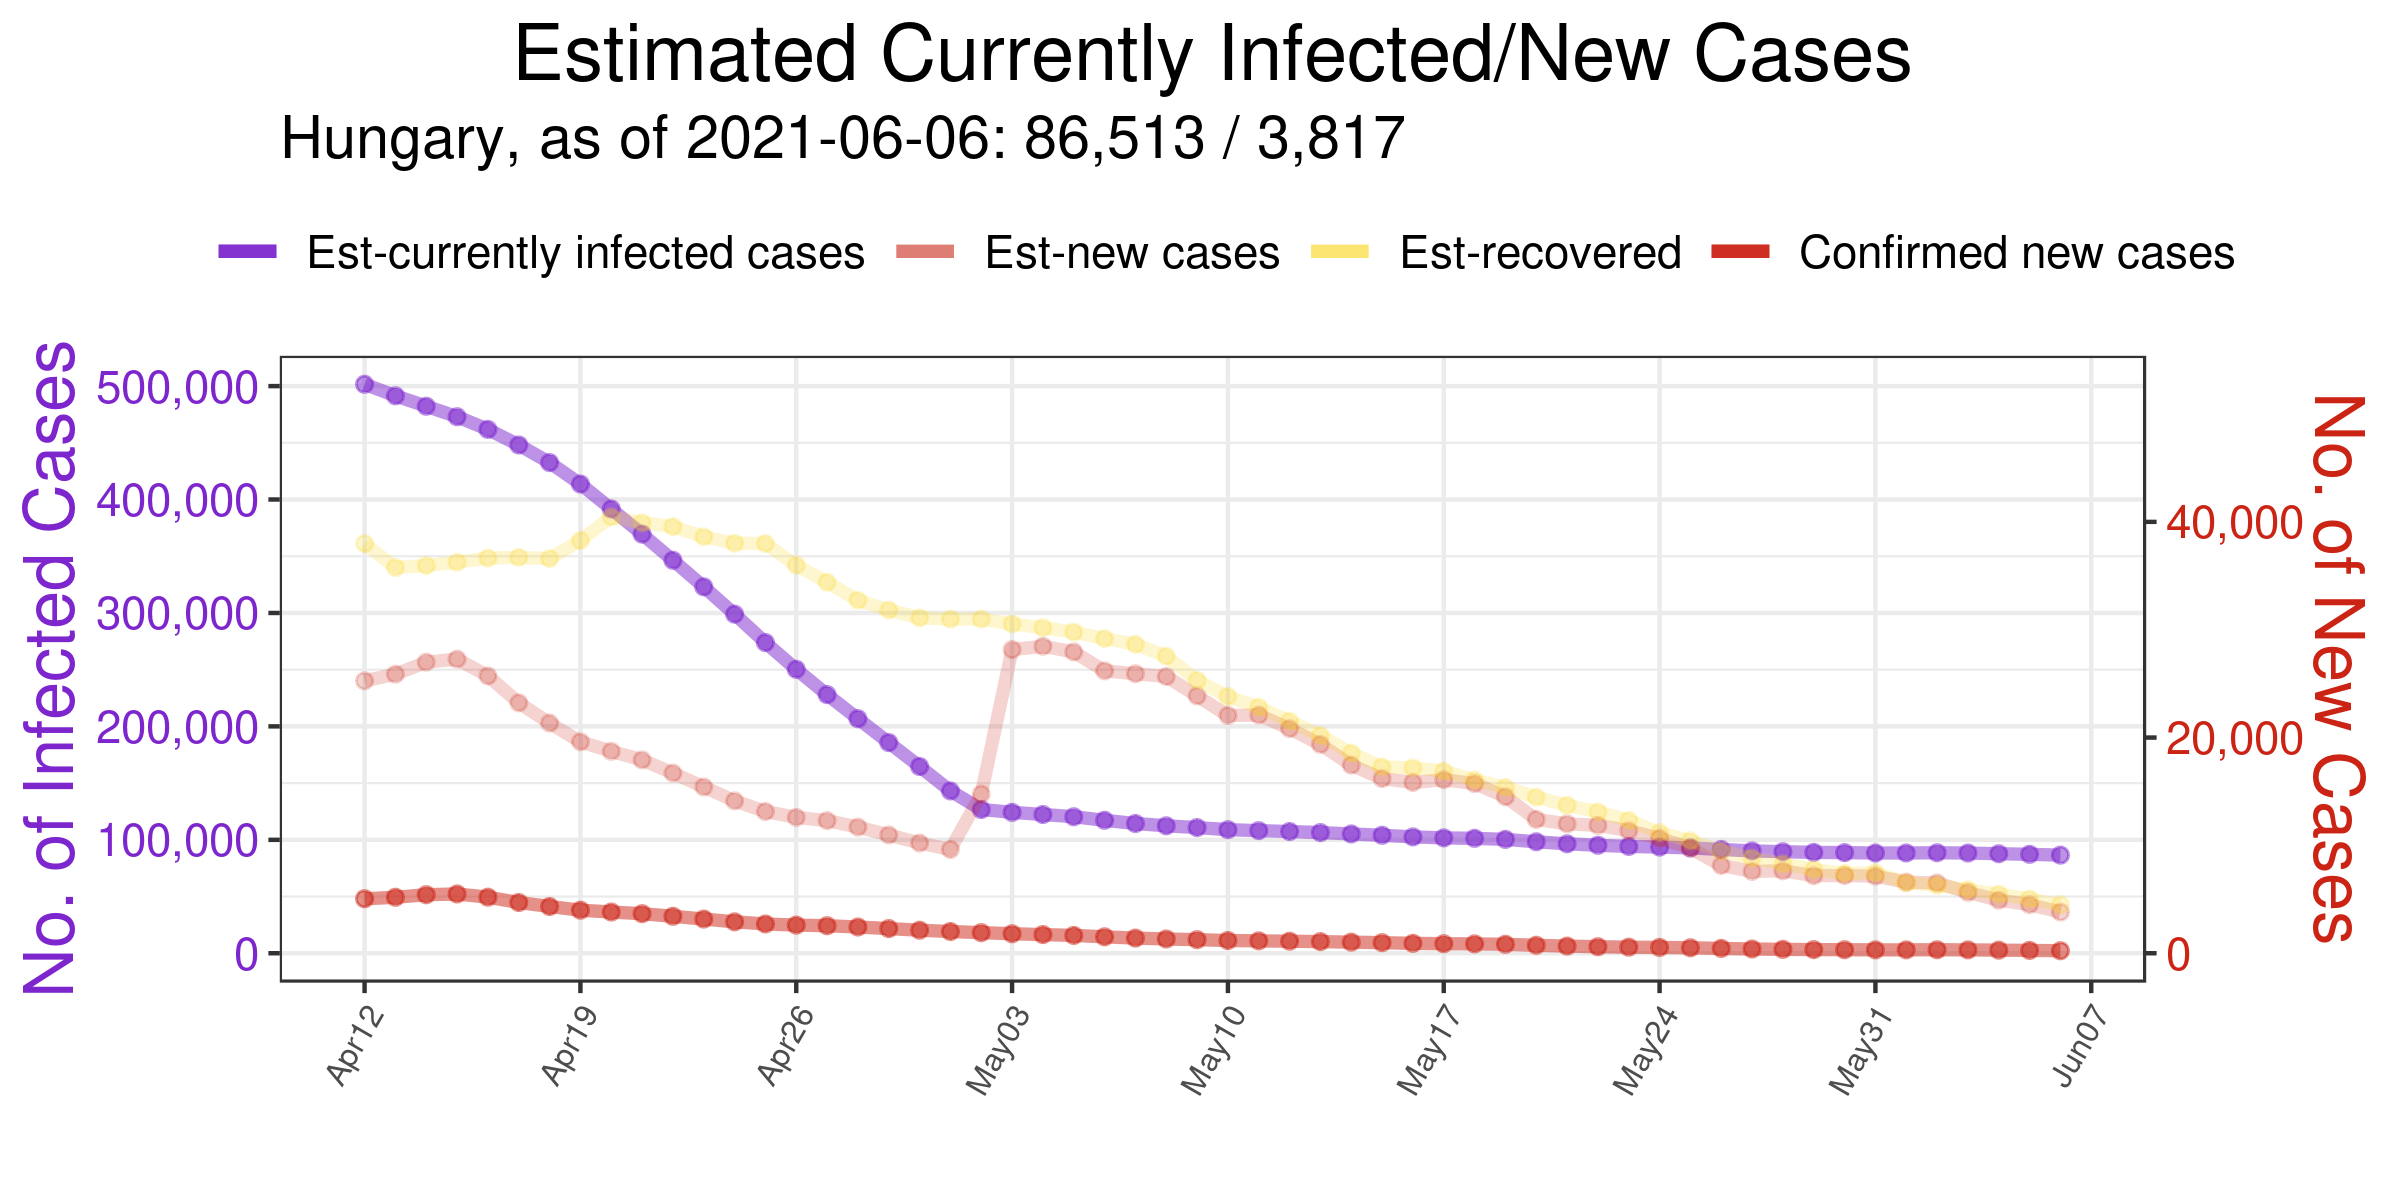 Estimated Currently Infected/New Cases
Hungary, as of 2021-06-06: 86,513 / 3,817
Est-currently infected cases Est-new cases Est-recovered Confirmed new cases
No. of Infected Cases
500,000
400,000
300,000
200,000
100,000
0
40,000
20,000
0
No. of New Cases
Apr12 Apr19 Apr26 May03 May10 May17 May24 May31 Jun07